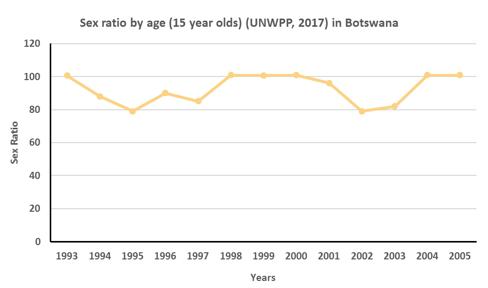 Sex ratio by age (15 year olds) (UNWPP, 2017) in Botswana
120
100
80
60
40
20
0
Sex Ratio
1993 1994 1995 1996 1997 1998 1999 2000 2001 2002 2003 2004 2005
Years